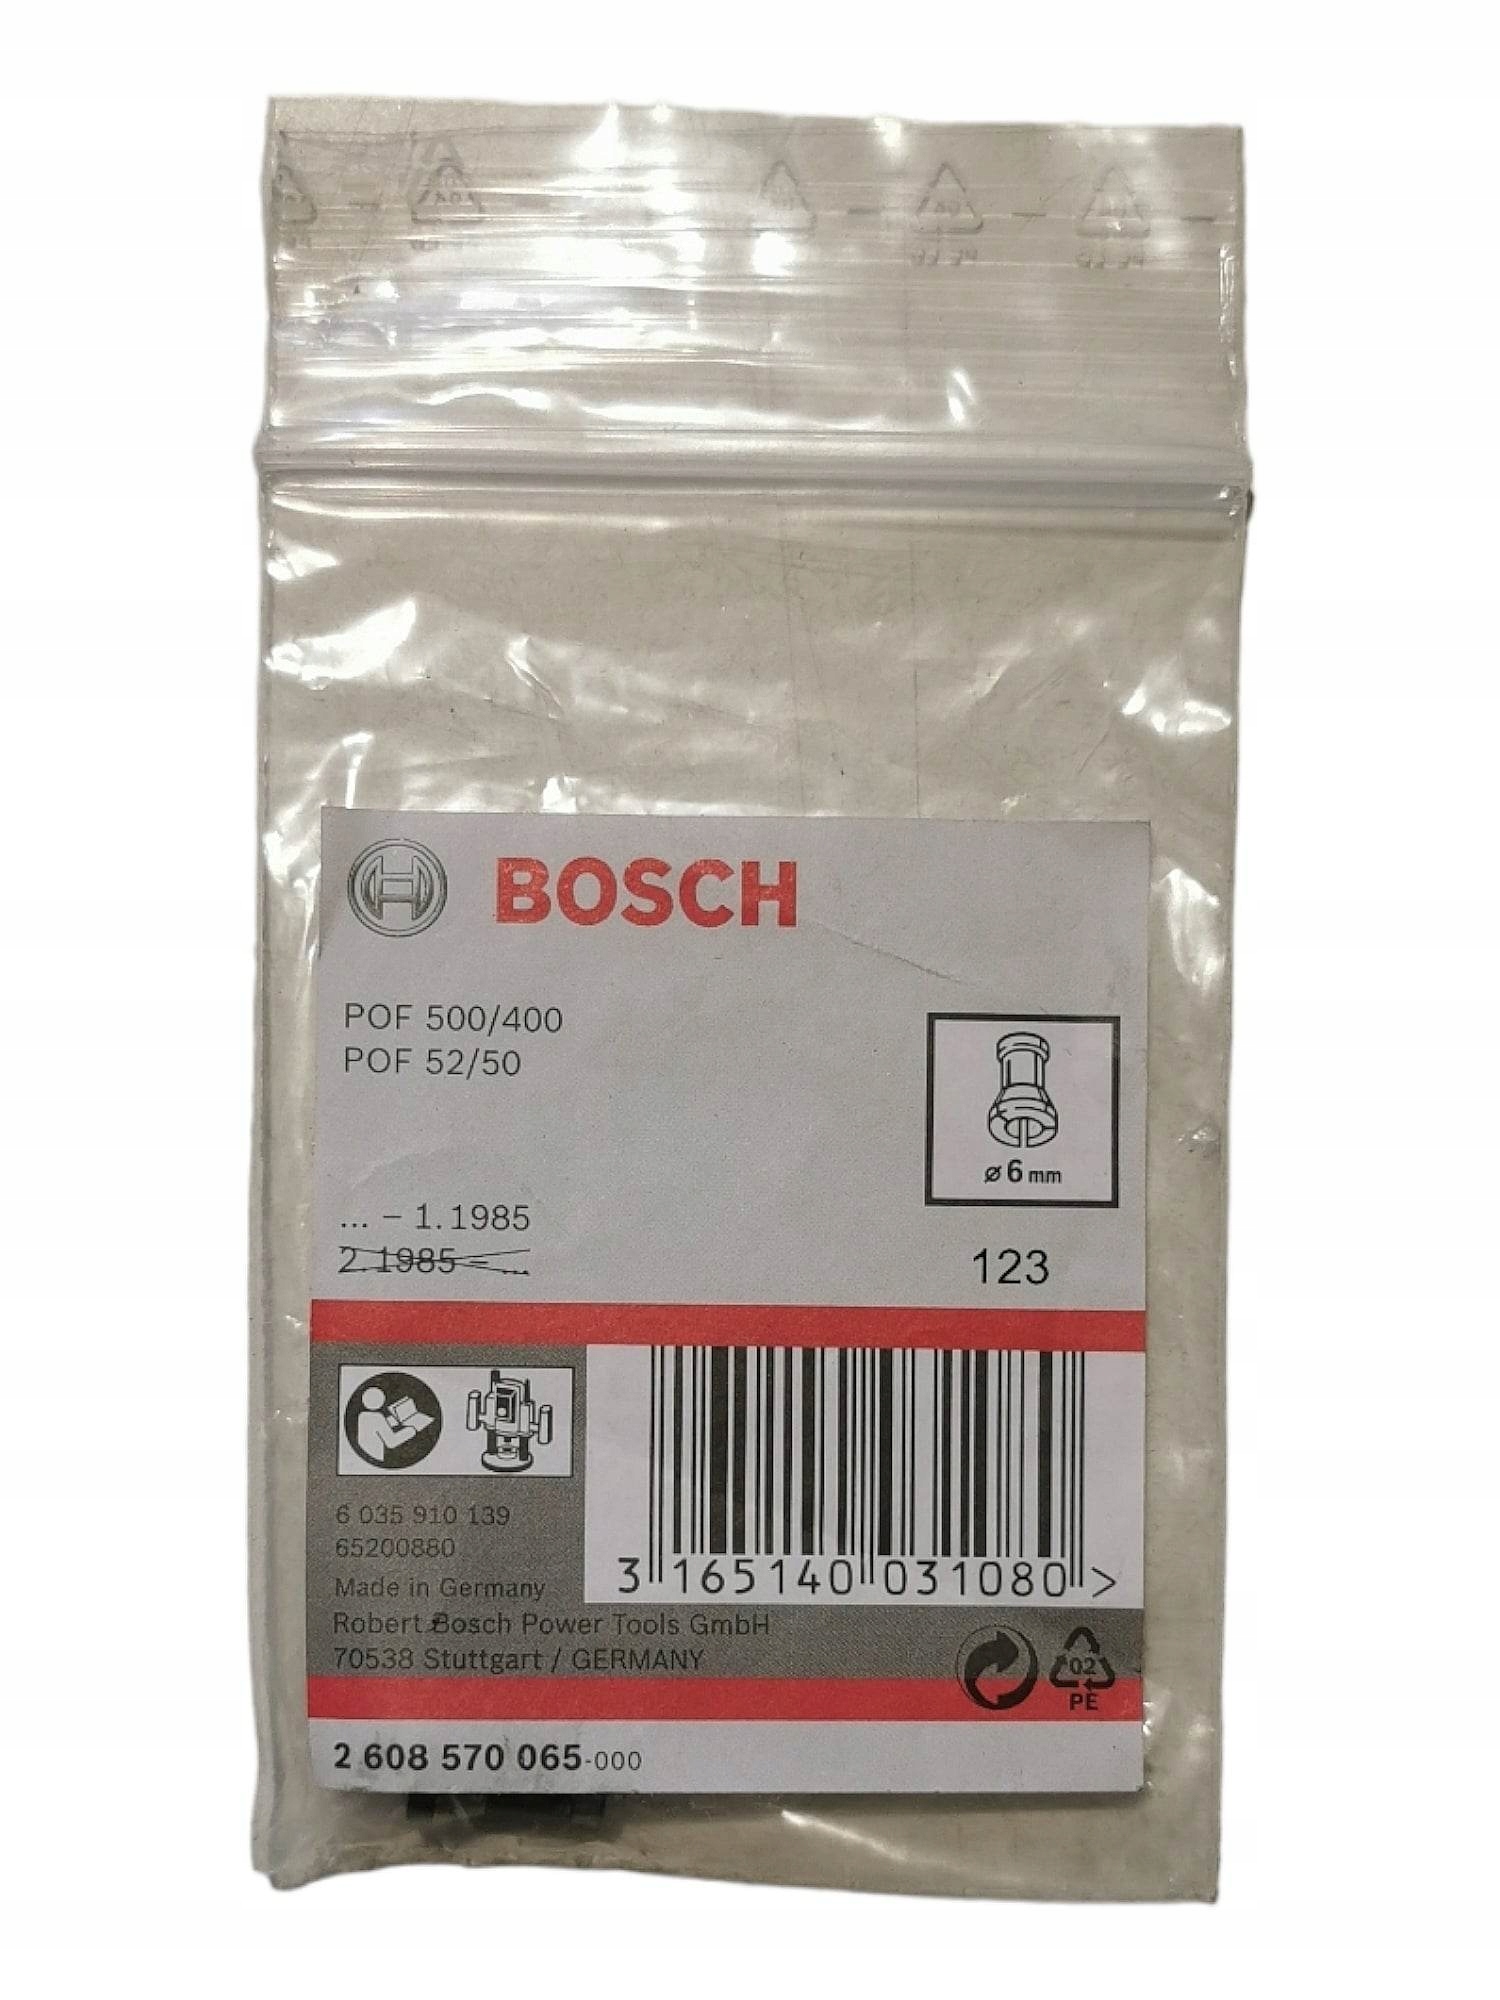 BOSCH
POF 500/400
POF 52/50
ø 6 mm
... – 1.1985
2.1985 – ...
123
6 035 910 139
65200880
Made in Germany
3 165140 031080 >
Robert Bosch Power Tools GmbH
70538 Stuttgart / GERMANY
02
PE
2 608 570 065-000